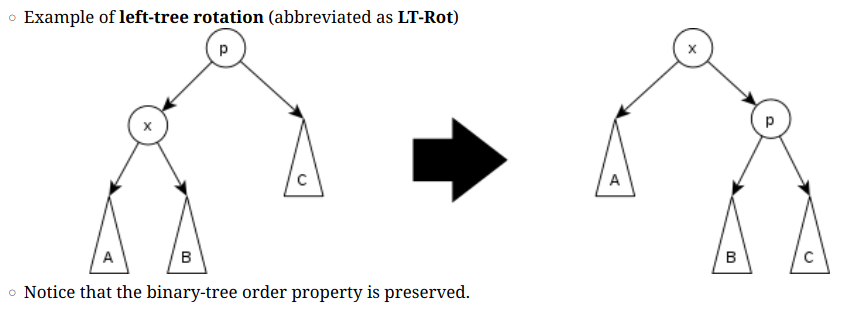 Example of left-tree rotation (abbreviated as LT-Rot)
p
x
C
A
B
x
p
A
B
C
Notice that the binary-tree order property is preserved.